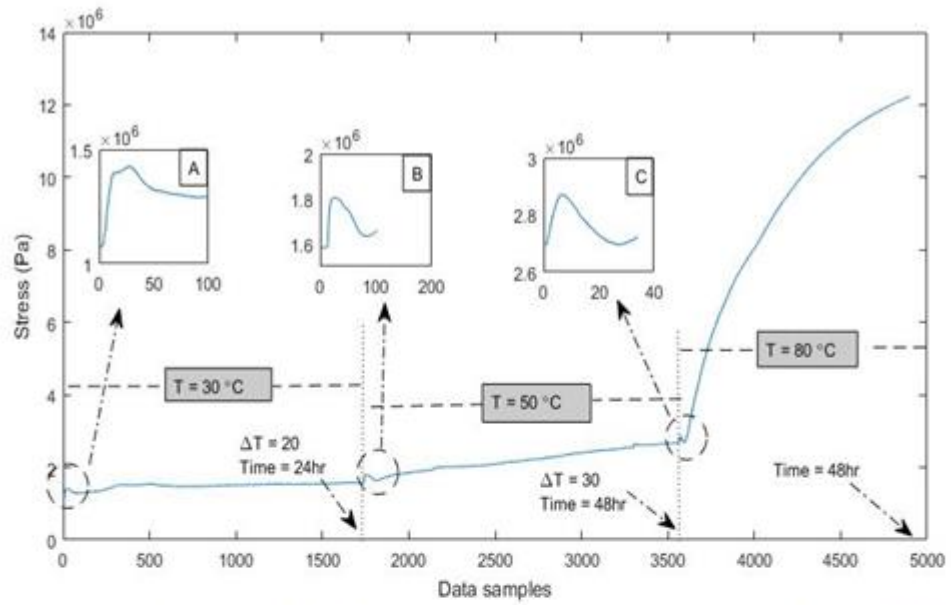 × 10⁶
14
12
10
8
6
4
2
0
Stress (Pa)
× 10⁶
1.5
1
A
0 50 100
× 10⁶
2
1.8
1.6
B
0 100 200
× 10⁶
3
2.8
2.6
C
0 20 40
T = 30 °C
T = 50 °C
T = 80 °C
ΔT = 20
Time = 24hr
ΔT = 30
Time = 48hr
Time = 48hr
0 500 1000 1500 2000 2500 3000 3500 4000 4500 5000
Data samples